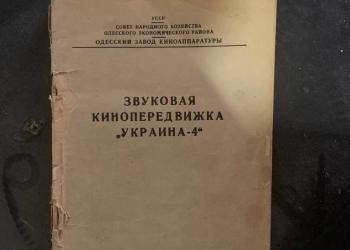 УССР
СОВЕТ НАРОДНОГО ХОЗЯЙСТВА
ОДЕССКОГО ЭКОНОМИЧЕСКОГО РАЙОНА
ОДЕССКИЙ ЗАВОД КИНОАППАРАТУРЫ
ЗВУКОВАЯ
КИНОПЕРЕДВИЖКА
„УКРАИНА-4“